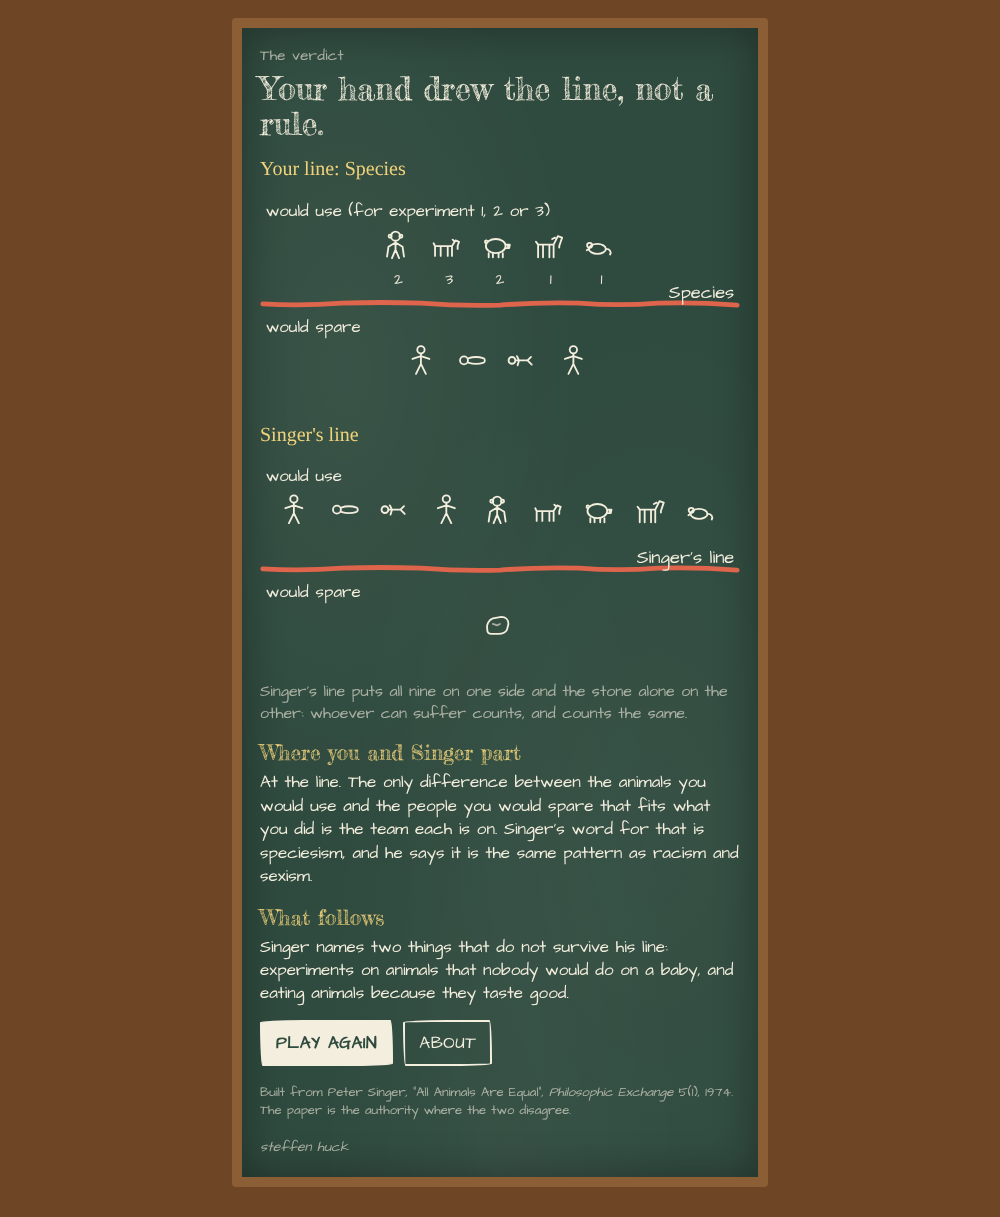 The verdict
Your hand drew the line, not a
rule.
Your line: Species
would use (for experiment 1, 2 or 3)
2 3 2 1 1
Species
would spare
Singer's line
would use
Singer's line
would spare
Singer's line puts all nine on one side and the stone alone on the
other: whoever can suffer counts, and counts the same.
Where you and Singer part
At the line. The only difference between the animals you
would use and the people you would spare that fits what
you did is the team each is on. Singer's word for that is
speciesism, and he says it is the same pattern as racism and
sexism.
What follows
Singer names two things that do not survive his line:
experiments on animals that nobody would do on a baby, and
eating animals because they taste good.
PLAY AGAIN ABOUT
Built from Peter Singer, "All Animals Are Equal", Philosophic Exchange 5(1), 1974.
The paper is the authority where the two disagree.
steffen huck